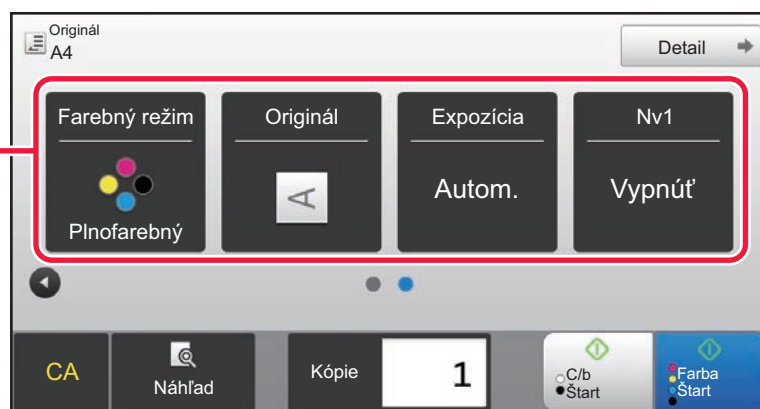 Originál
A4
Detail
Farebný režim
Originál
Expozícia
Nv1
A
Autom.
Vypnúť
Plnofarebný
CA
Náhľad
Kópie
1
C/b
Štart
Farba
Štart